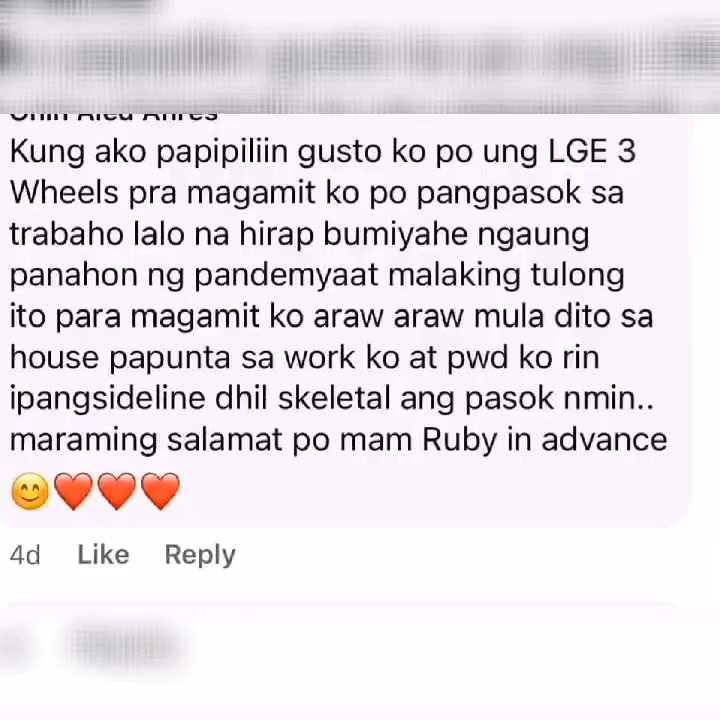 Kung ako papipiliin gusto ko po ung LGE 3
Wheels pra magamit ko po pangpasok sa
trabaho lalo na hirap bumiyahe ngaung
panahon ng pandemyaat malaking tulong
ito para magamit ko araw araw mula dito sa
house papunta sa work ko at pwd ko rin
ipangsideline dhil skeletal ang pasok nmin..
maraming salamat po mam Ruby in advance
😊❤️❤️❤️
4d Like Reply